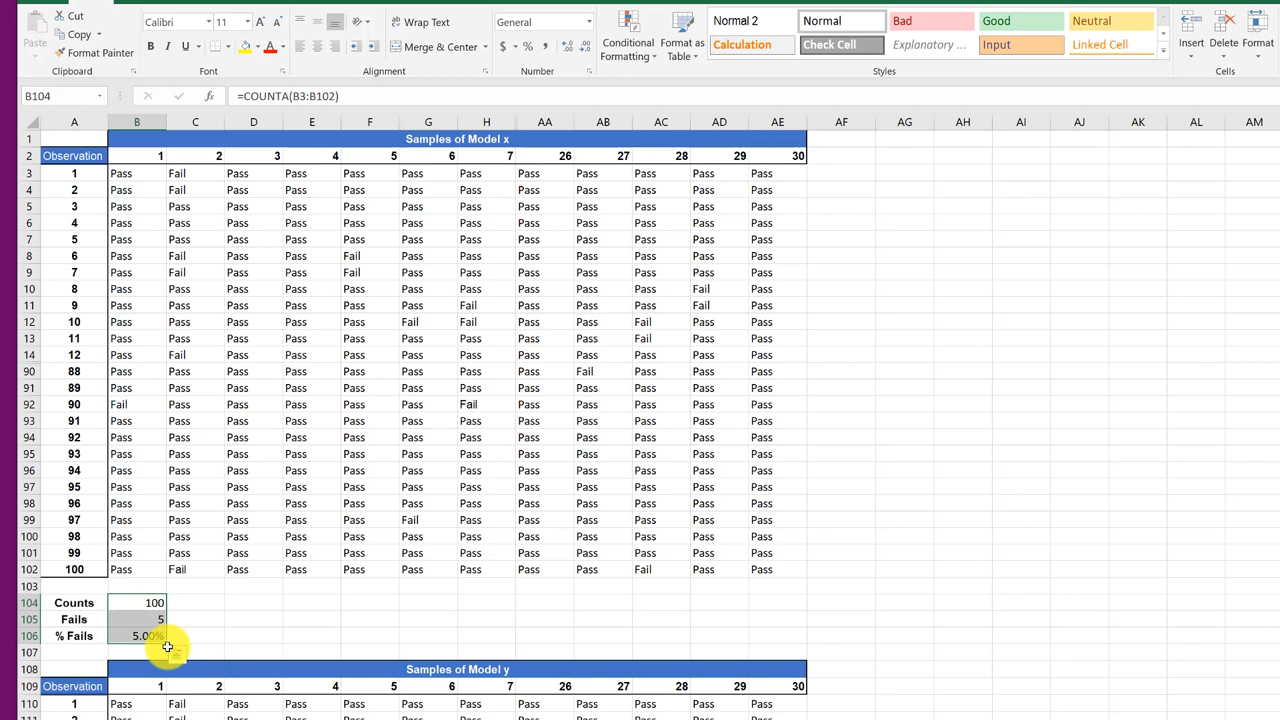 Cut
Copy
Paste
Format Painter
Clipboard
Calibri 11
B I U
Font
Wrap Text
Merge & Center
Alignment
General
$ % ,
Number
Conditional Formatting
Format as Table
Normal 2 Normal Bad Good Neutral
Calculation Check Cell Explanatory ... Input Linked Cell
Styles
Insert Delete Format
Cells
B104 fx =COUNTA(B3:B102)
A B C D E F G H AA AB AC AD AE AF AG AH AI AJ AK AL AM
1 Samples of Model x
2 Observation 1 2 3 4 5 6 7 26 27 28 29 30
3 1 Pass Fail Pass Pass Pass Pass Pass Pass Pass Pass Pass Pass
4 2 Pass Fail Pass Pass Pass Pass Pass Pass Pass Pass Pass Pass
5 3 Pass Pass Pass Pass Pass Pass Pass Pass Pass Pass Pass Pass
6 4 Pass Pass Pass Pass Pass Pass Pass Pass Pass Pass Pass Pass
7 5 Pass Pass Pass Pass Pass Pass Pass Pass Pass Pass Pass Pass
8 6 Pass Fail Pass Pass Fail Pass Pass Pass Pass Pass Pass Pass
9 7 Pass Fail Pass Pass Fail Pass Pass Pass Pass Pass Pass Pass
10 8 Pass Pass Pass Pass Pass Pass Pass Pass Pass Pass Fail Pass
11 9 Pass Pass Pass Pass Pass Pass Fail Pass Pass Pass Fail Pass
12 10 Pass Pass Pass Pass Pass Fail Fail Pass Pass Fail Pass Pass
13 11 Pass Pass Pass Pass Pass Pass Pass Pass Pass Fail Pass Pass
14 12 Pass Fail Pass Pass Pass Pass Pass Pass Pass Pass Pass Pass
90 88 Pass Pass Pass Pass Pass Pass Pass Pass Fail Pass Pass Pass
91 89 Pass Pass Pass Pass Pass Pass Pass Pass Pass Pass Pass Pass
92 90 Fail Pass Pass Pass Pass Pass Fail Pass Pass Pass Pass Pass
93 91 Pass Pass Pass Pass Pass Pass Pass Pass Pass Pass Pass Pass
94 92 Pass Pass Pass Pass Pass Pass Pass Pass Pass Pass Pass Pass
95 93 Pass Pass Pass Pass Pass Pass Pass Pass Pass Pass Pass Pass
96 94 Pass Pass Pass Pass Pass Pass Pass Pass Pass Pass Pass Pass
97 95 Pass Pass Pass Pass Pass Pass Pass Pass Pass Pass Pass Pass
98 96 Pass Pass Pass Pass Pass Pass Pass Pass Pass Pass Pass Pass
99 97 Pass Pass Pass Pass Pass Fail Pass Pass Pass Pass Pass Pass
100 98 Pass Pass Pass Pass Pass Pass Pass Pass Pass Pass Pass Pass
101 99 Pass Pass Pass Pass Pass Pass Pass Pass Pass Pass Pass Pass
102 100 Pass Fail Pass Pass Pass Pass Pass Pass Pass Fail Pass Pass
103
104 Counts 100
105 Fails 5
106 % Fails 5.00%
107
108 Samples of Model y
109 Observation 1 2 3 4 5 6 7 26 27 28 29 30
110 1 Pass Fail Pass Pass Pass Pass Pass Pass Pass Pass Pass Pass